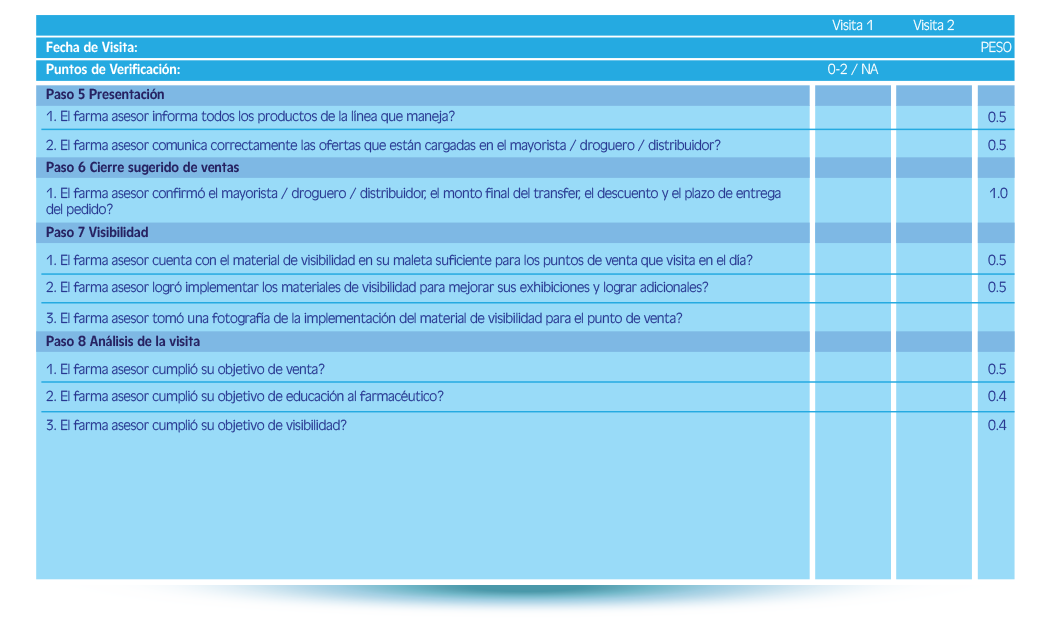 Visita 1 Visita 2
Fecha de Visita: PESO
Puntos de Verificación: 0-2 / NA
Paso 5 Presentación
1. El farma asesor informa todos los productos de la linea que maneja? 0.5
2. El farma asesor comunica correctamente las ofertas que están cargadas en el mayorista / droguero / distribuidor? 0.5
Paso 6 Cierre sugerido de ventas
1. El farma asesor confirmó el mayorista / droguero / distribuidor, el monto final del transfer, el descuento y el plazo de entrega 1.0
del pedido?
Paso 7 Visibilidad
1. El farma asesor cuenta con el material de visibilidad en su maleta suficiente para los puntos de venta que visita en el dia? 0.5
2. El farma asesor logró implementar los materiales de visibilidad para mejorar sus exhibiciones y lograr adicionales? 0.5
3. El farma asesor tomó una fotografía de la implementación del material de visibilidad para el punto de venta?
Paso 8 Análisis de la visita
1. El farma asesor cumplió su objetivo de venta? 0.5
2. El farma asesor cumplió su objetivo de educación al farmacéutico? 0.4
3. El farma asesor cumplió su objetivo de visibilidad? 0.4